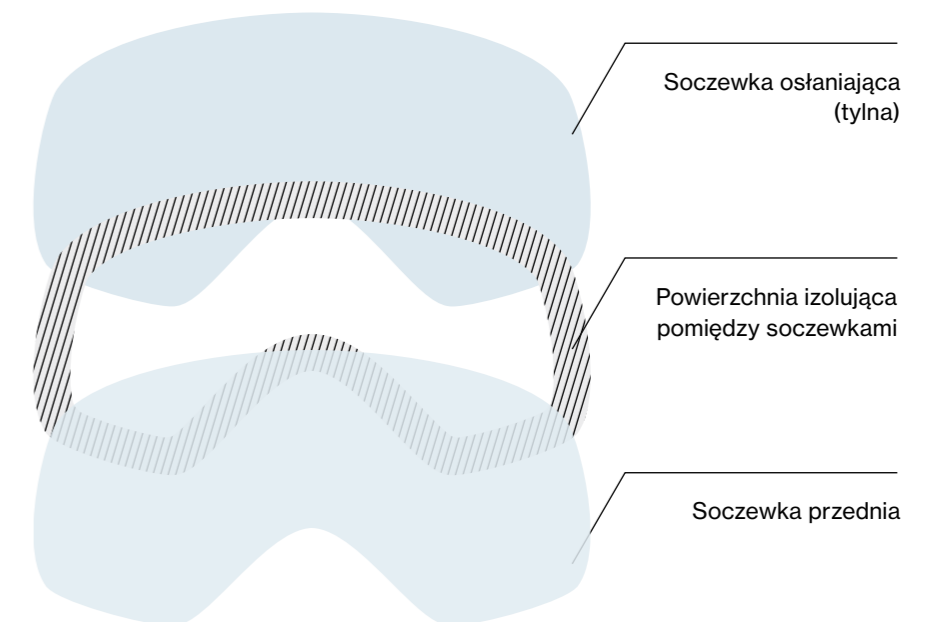 Soczewka osłaniająca
(tylna)
Powierzchnia izolująca
pomiędzy soczewkami
Soczewka przednia